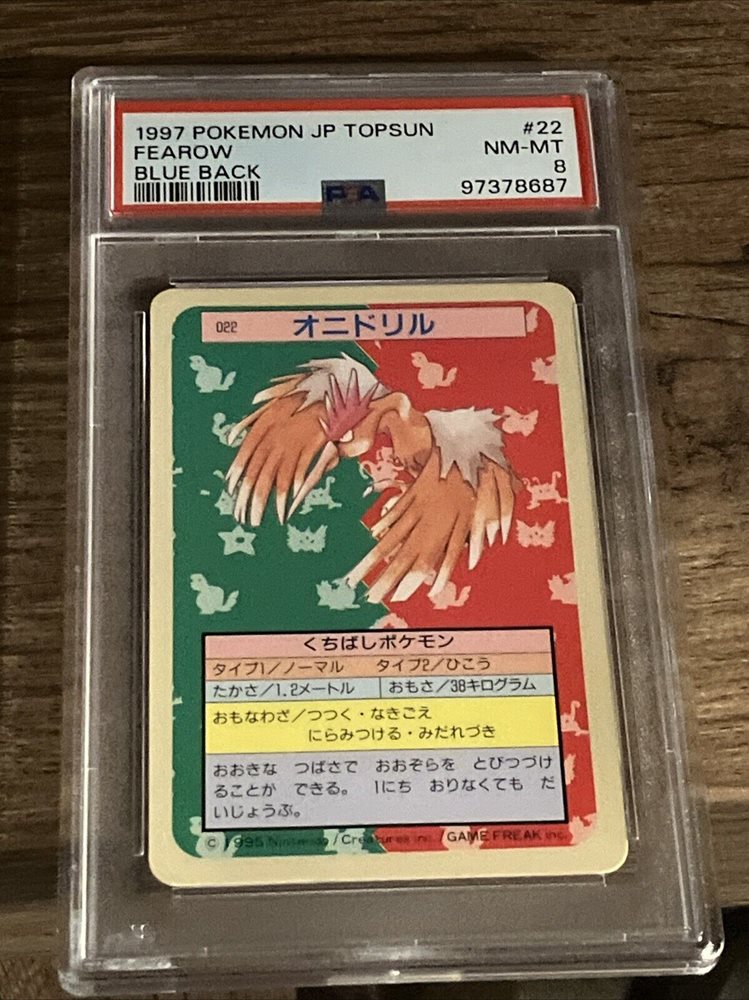 1997 POKEMON JP TOPSUN #22
FEAROW NM-MT
BLUE BACK 8
PSA 97378687
022 オニドリル
くちばしポケモン
タイプ1/ノーマル タイプ2/ひこう
たかさ/1.2メートル おもさ/38キログラム
おもなわざ/つつく・なきごえ
にらみつける・みだれづき
おおきな つばさで おおぞらを とびつづけ
ることが できる。 1にち おりなくても だ
いじょうぶ。
© 1995 Nintendo / Creatures inc. / GAME FREAK inc.